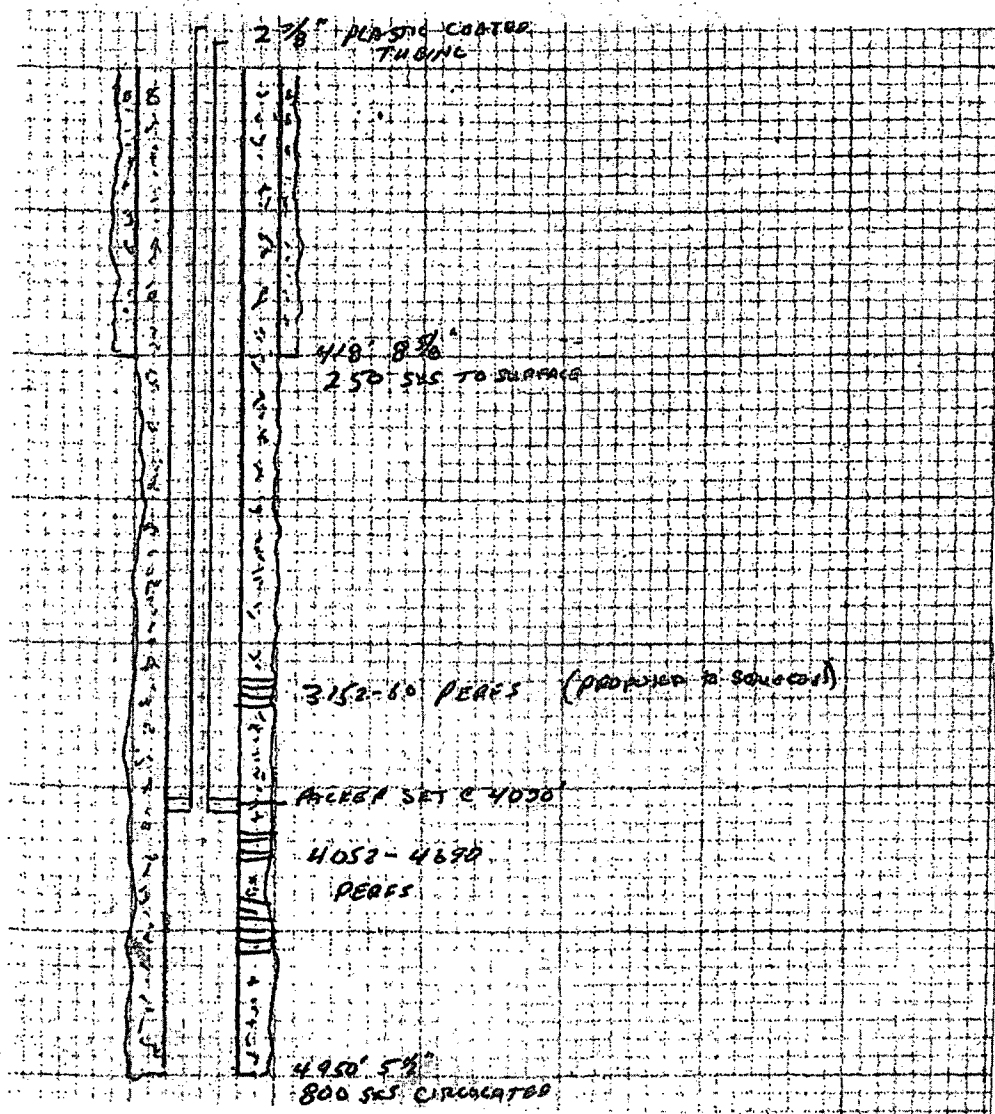 2 7/8" PLASTIC COATED
TUBING
418' 8 5/8"
250 SXS TO SURFACE
3152-60' PERFS (PROPOSED to SQUEEZE)
PACKER SET @ 4030'
4052-4690
PERFS
4950' 5 1/2"
800 SXS CIRCULATED